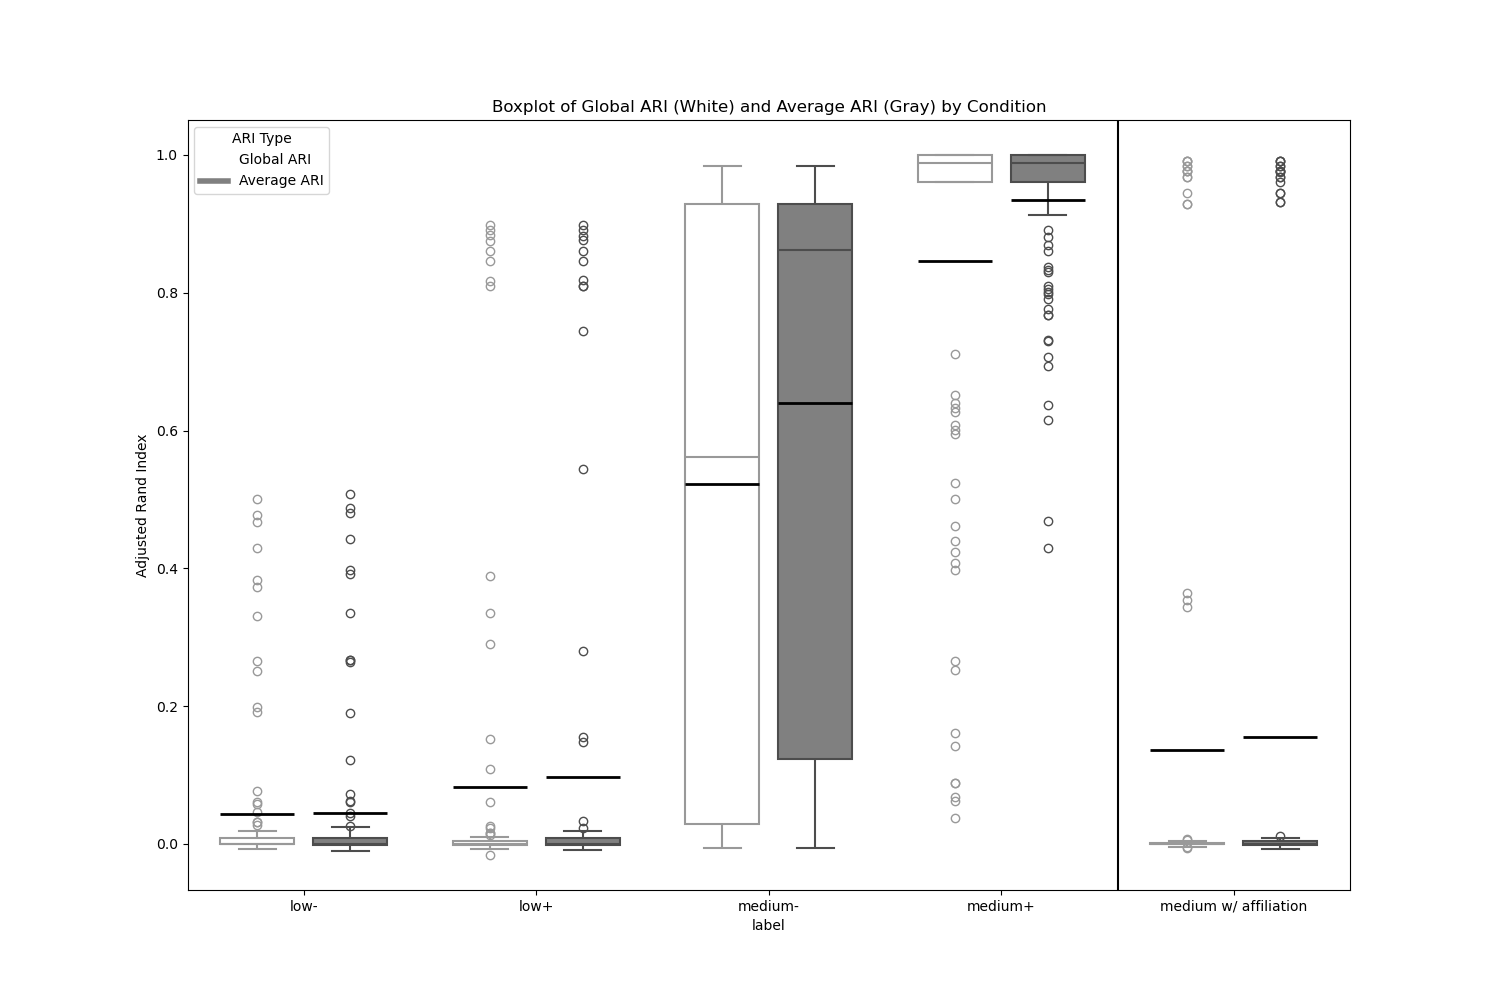 Boxplot of Global ARI (White) and Average ARI (Gray) by Condition
ARI Type
Global ARI
Average ARI
Adjusted Rand Index
1.0
0.8
0.6
0.4
0.2
0.0
low-
low+
medium-
medium+
medium w/ affiliation
label